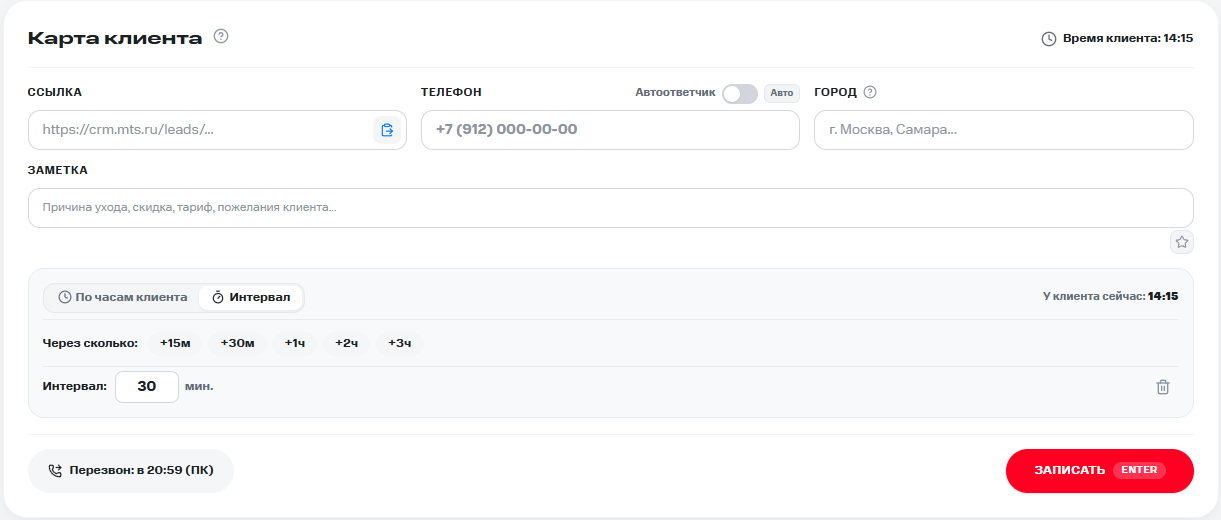 Карта клиента
Время клиента: 14:15
ССЫЛКА
ТЕЛЕФОН
Автоответчик
Авто
ГОРОД
https://crm.mts.ru/leads/...
+7 (912) 000-00-00
г. Москва, Самара...
ЗАМЕТКА
Причина ухода, скидка, тариф, пожелания клиента...
По часам клиента
Интервал
У клиента сейчас: 14:15
Через сколько: +15м +30м +1ч +2ч +3ч
Интервал: 30 мин.
Перезвон: в 20:59 (ПК)
ЗАПИСАТЬ ENTER